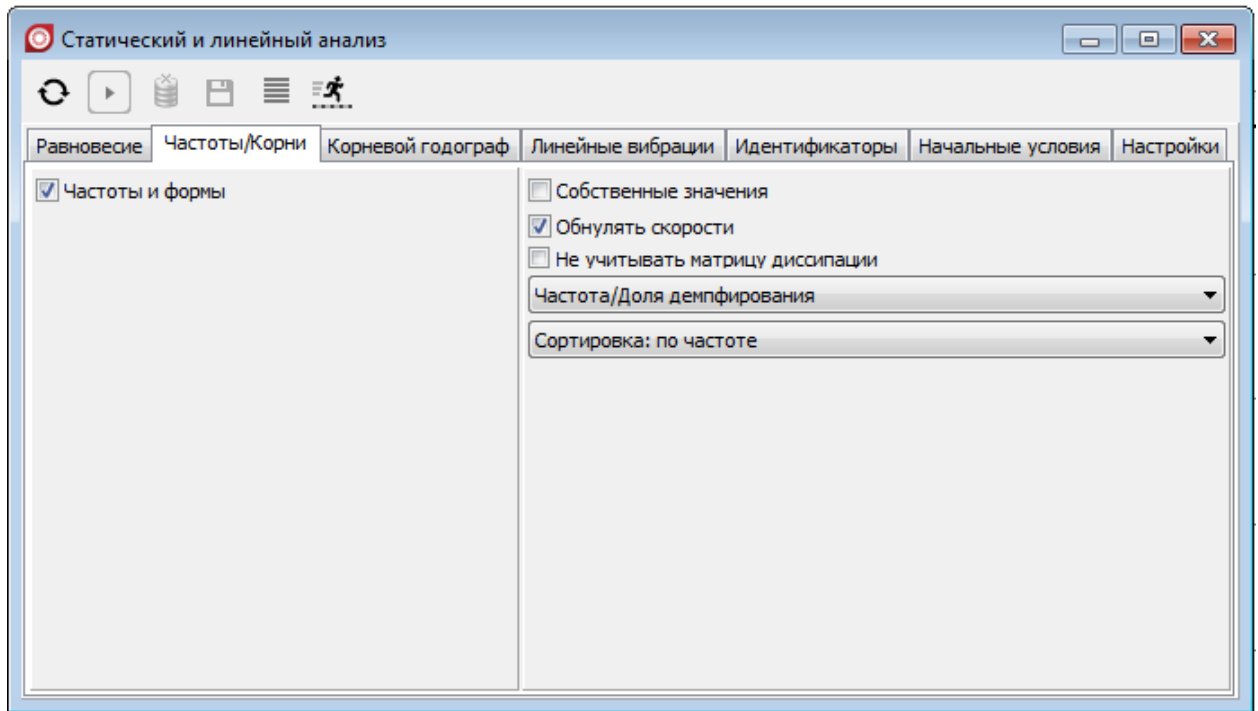 Статический и линейный анализ
Равновесие Частоты/Корни Корневой годограф Линейные вибрации Идентификаторы Начальные условия Настройки
Частоты и формы
Собственные значения
Обнулять скорости
Не учитывать матрицу диссипации
Частота/Доля демпфирования
Сортировка: по частоте